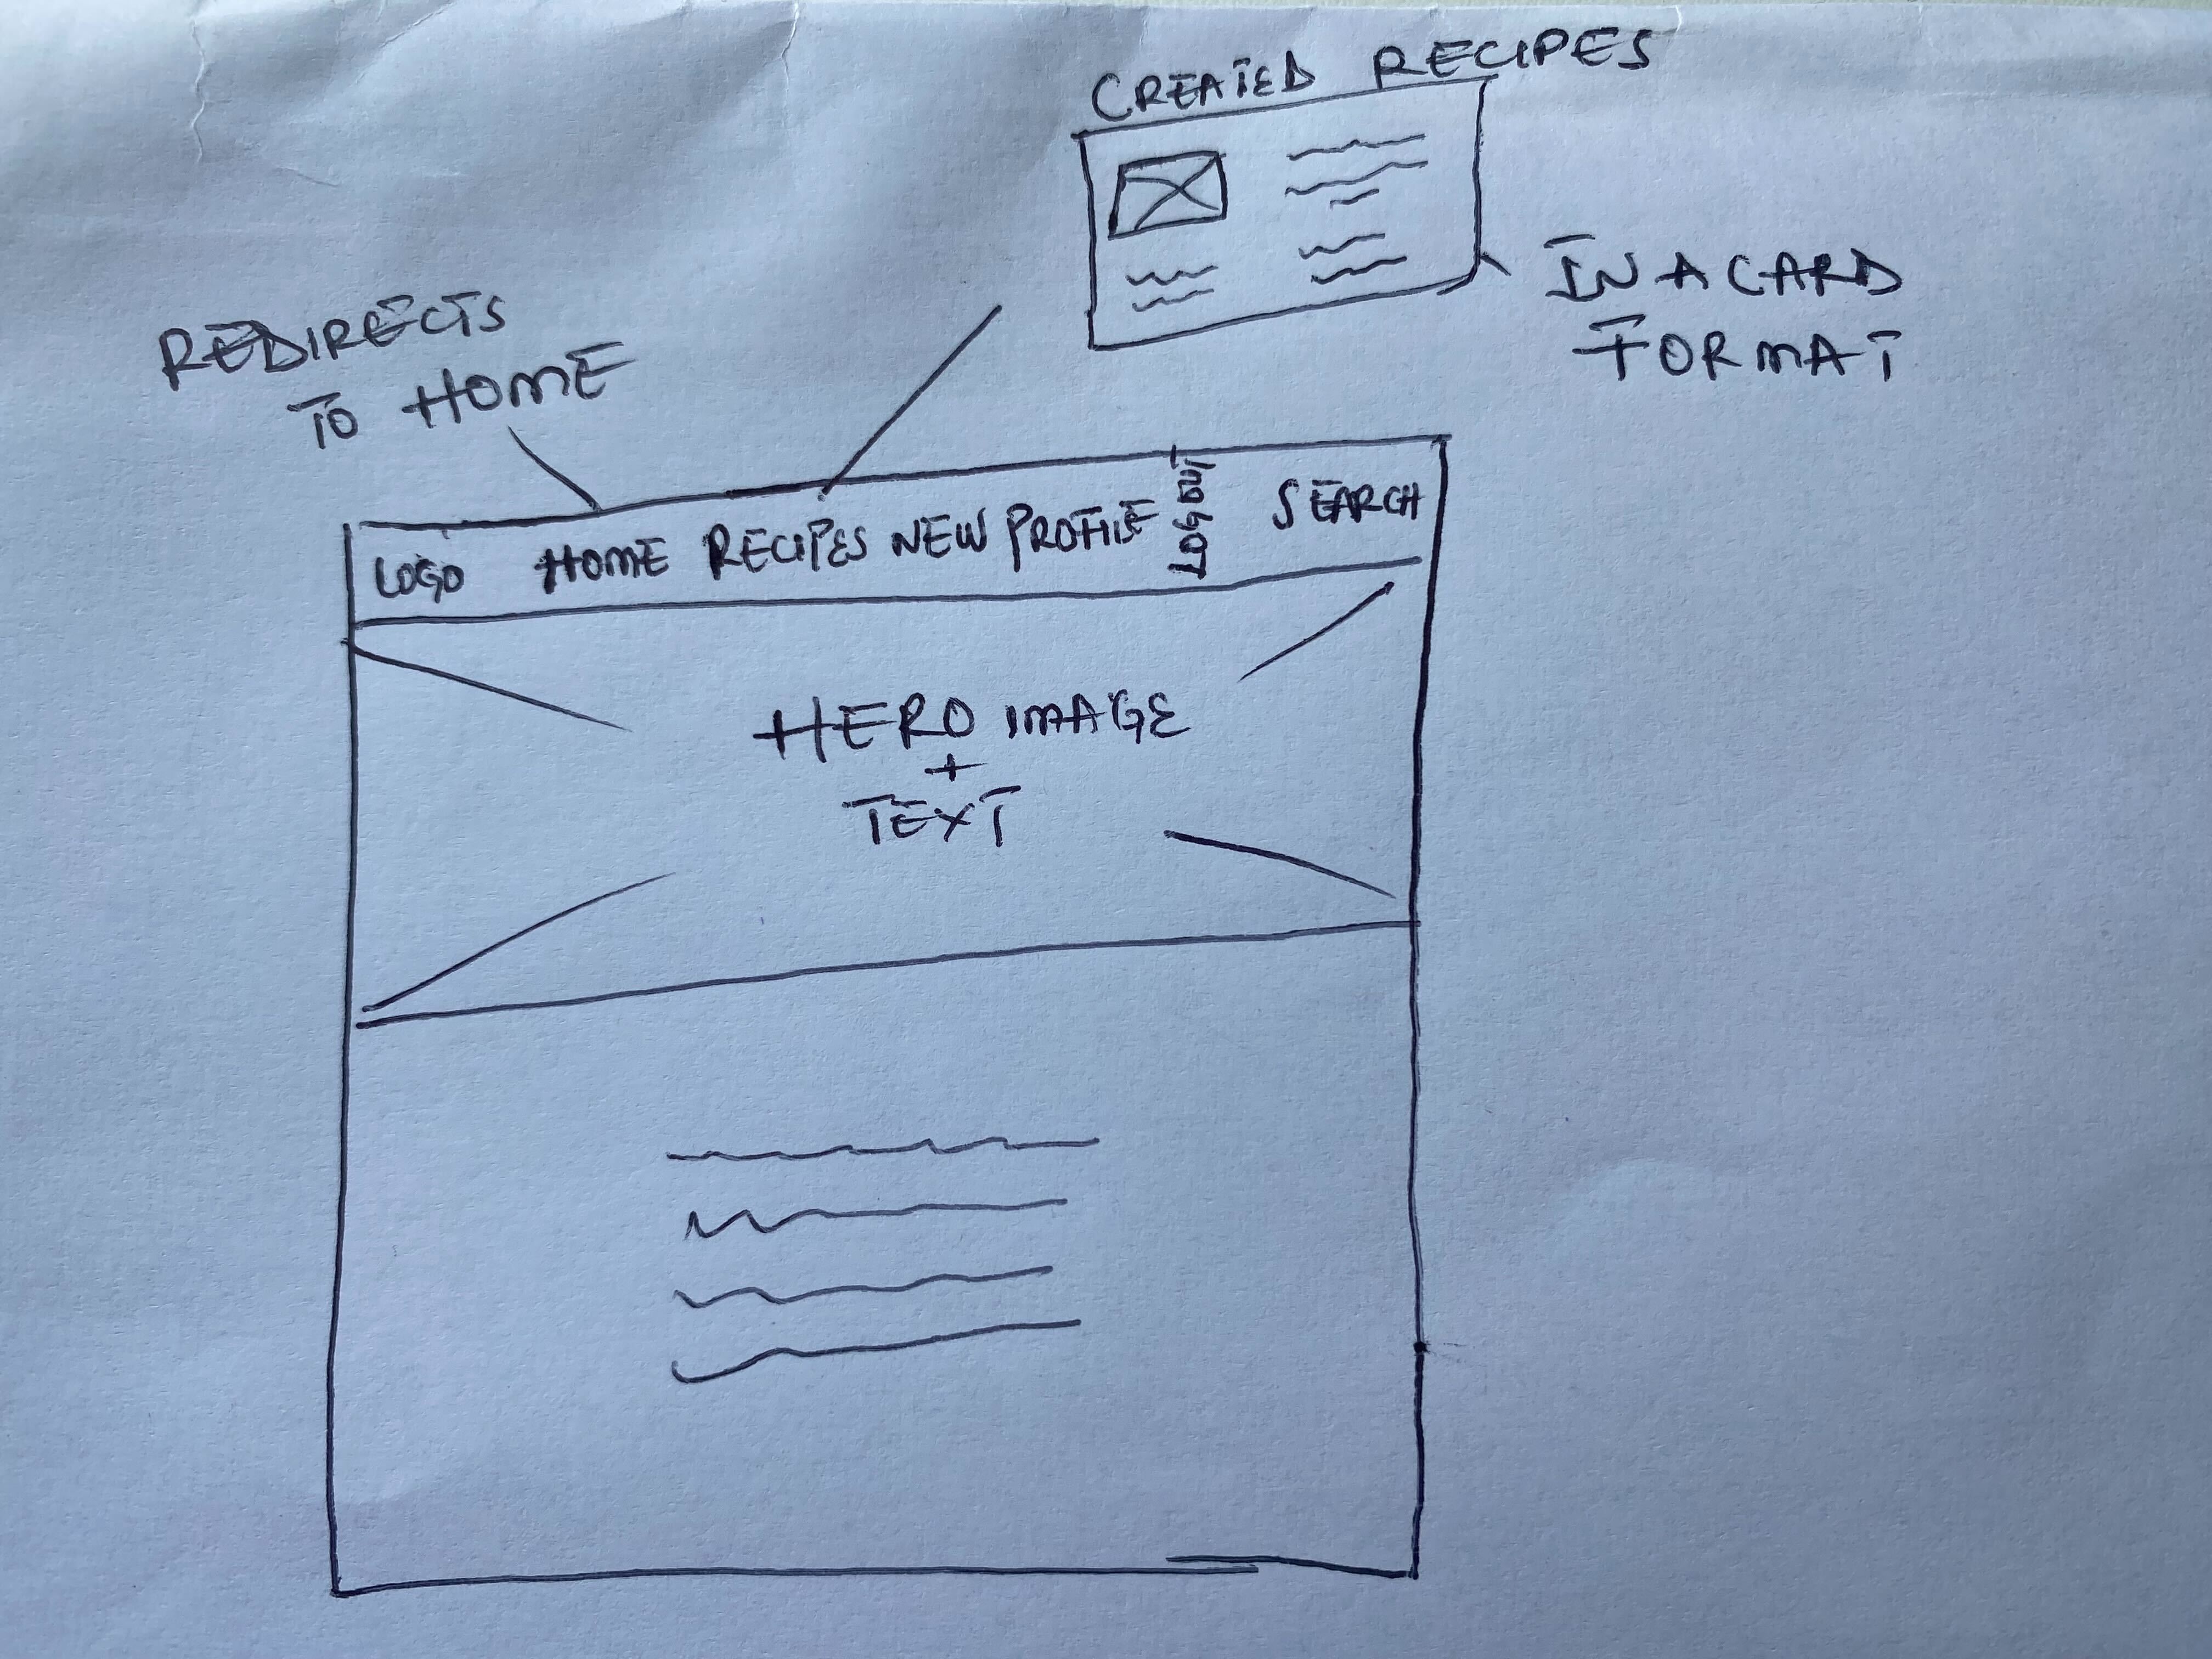 CREATED RECIPES
IN A CARD
FORMAT
REDIRECTS
TO HOME
LOGO HOME RECIPES NEW PROFILE LOG OUT SEARCH
HERO IMAGE
+
TEXT